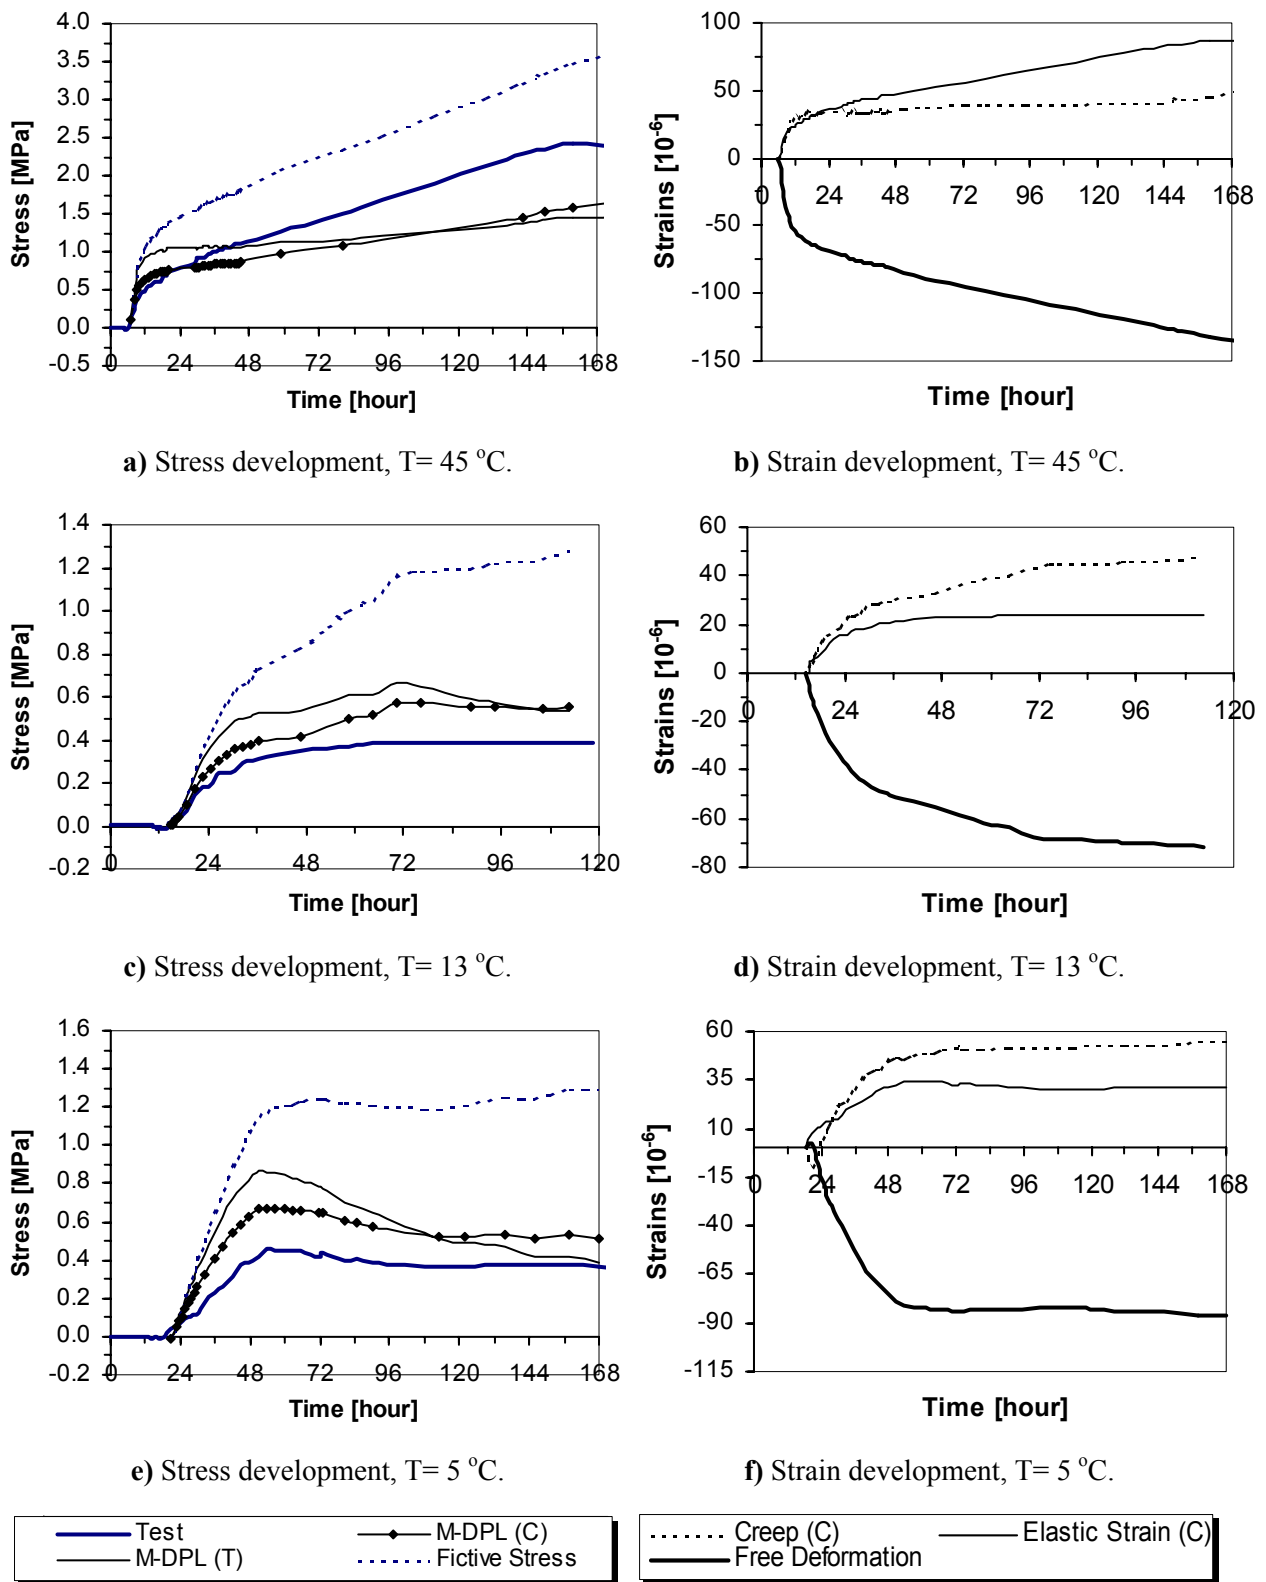 4.0
3.5
3.0
2.5
2.0
1.5
1.0
0.5
0.0
-0.5
Stress [MPa]
0 24 48 72 96 120 144 168
Time [hour]
a) Stress development, T= 45 °C.
100
50
0
-50
-100
-150
Strains [10⁻⁶]
0 24 48 72 96 120 144 168
Time [hour]
b) Strain development, T= 45 °C.
1.4
1.2
1.0
0.8
0.6
0.4
0.2
0.0
-0.2
Stress [MPa]
0 24 48 72 96 120
Time [hour]
c) Stress development, T= 13 °C.
60
40
20
0
-20
-40
-60
-80
Strains [10⁻⁶]
0 24 48 72 96 120
Time [hour]
d) Strain development, T= 13 °C.
1.6
1.4
1.2
1.0
0.8
0.6
0.4
0.2
0.0
-0.2
Stress [MPa]
0 24 48 72 96 120 144 168
Time [hour]
e) Stress development, T= 5 °C.
60
35
10
-15
-40
-65
-90
-115
Strains [10⁻⁶]
0 24 48 72 96 120 144 168
Time [hour]
f) Strain development, T= 5 °C.
Test M-DPL (C)
M-DPL (T) Fictive Stress
Creep (C) Elastic Strain (C)
Free Deformation